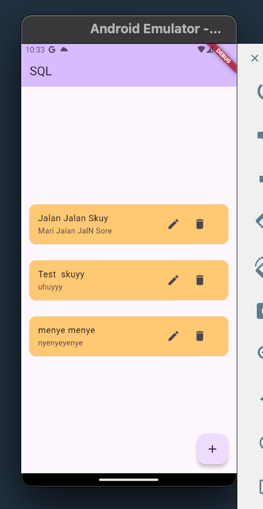 Android Emulator -...
10:33 G
DEBUG
SQL
Jalan Jalan Skuy
Mari Jalan JalN Sore
Test skuyy
uhuyyy
menye menye
nyenyeyenye
+